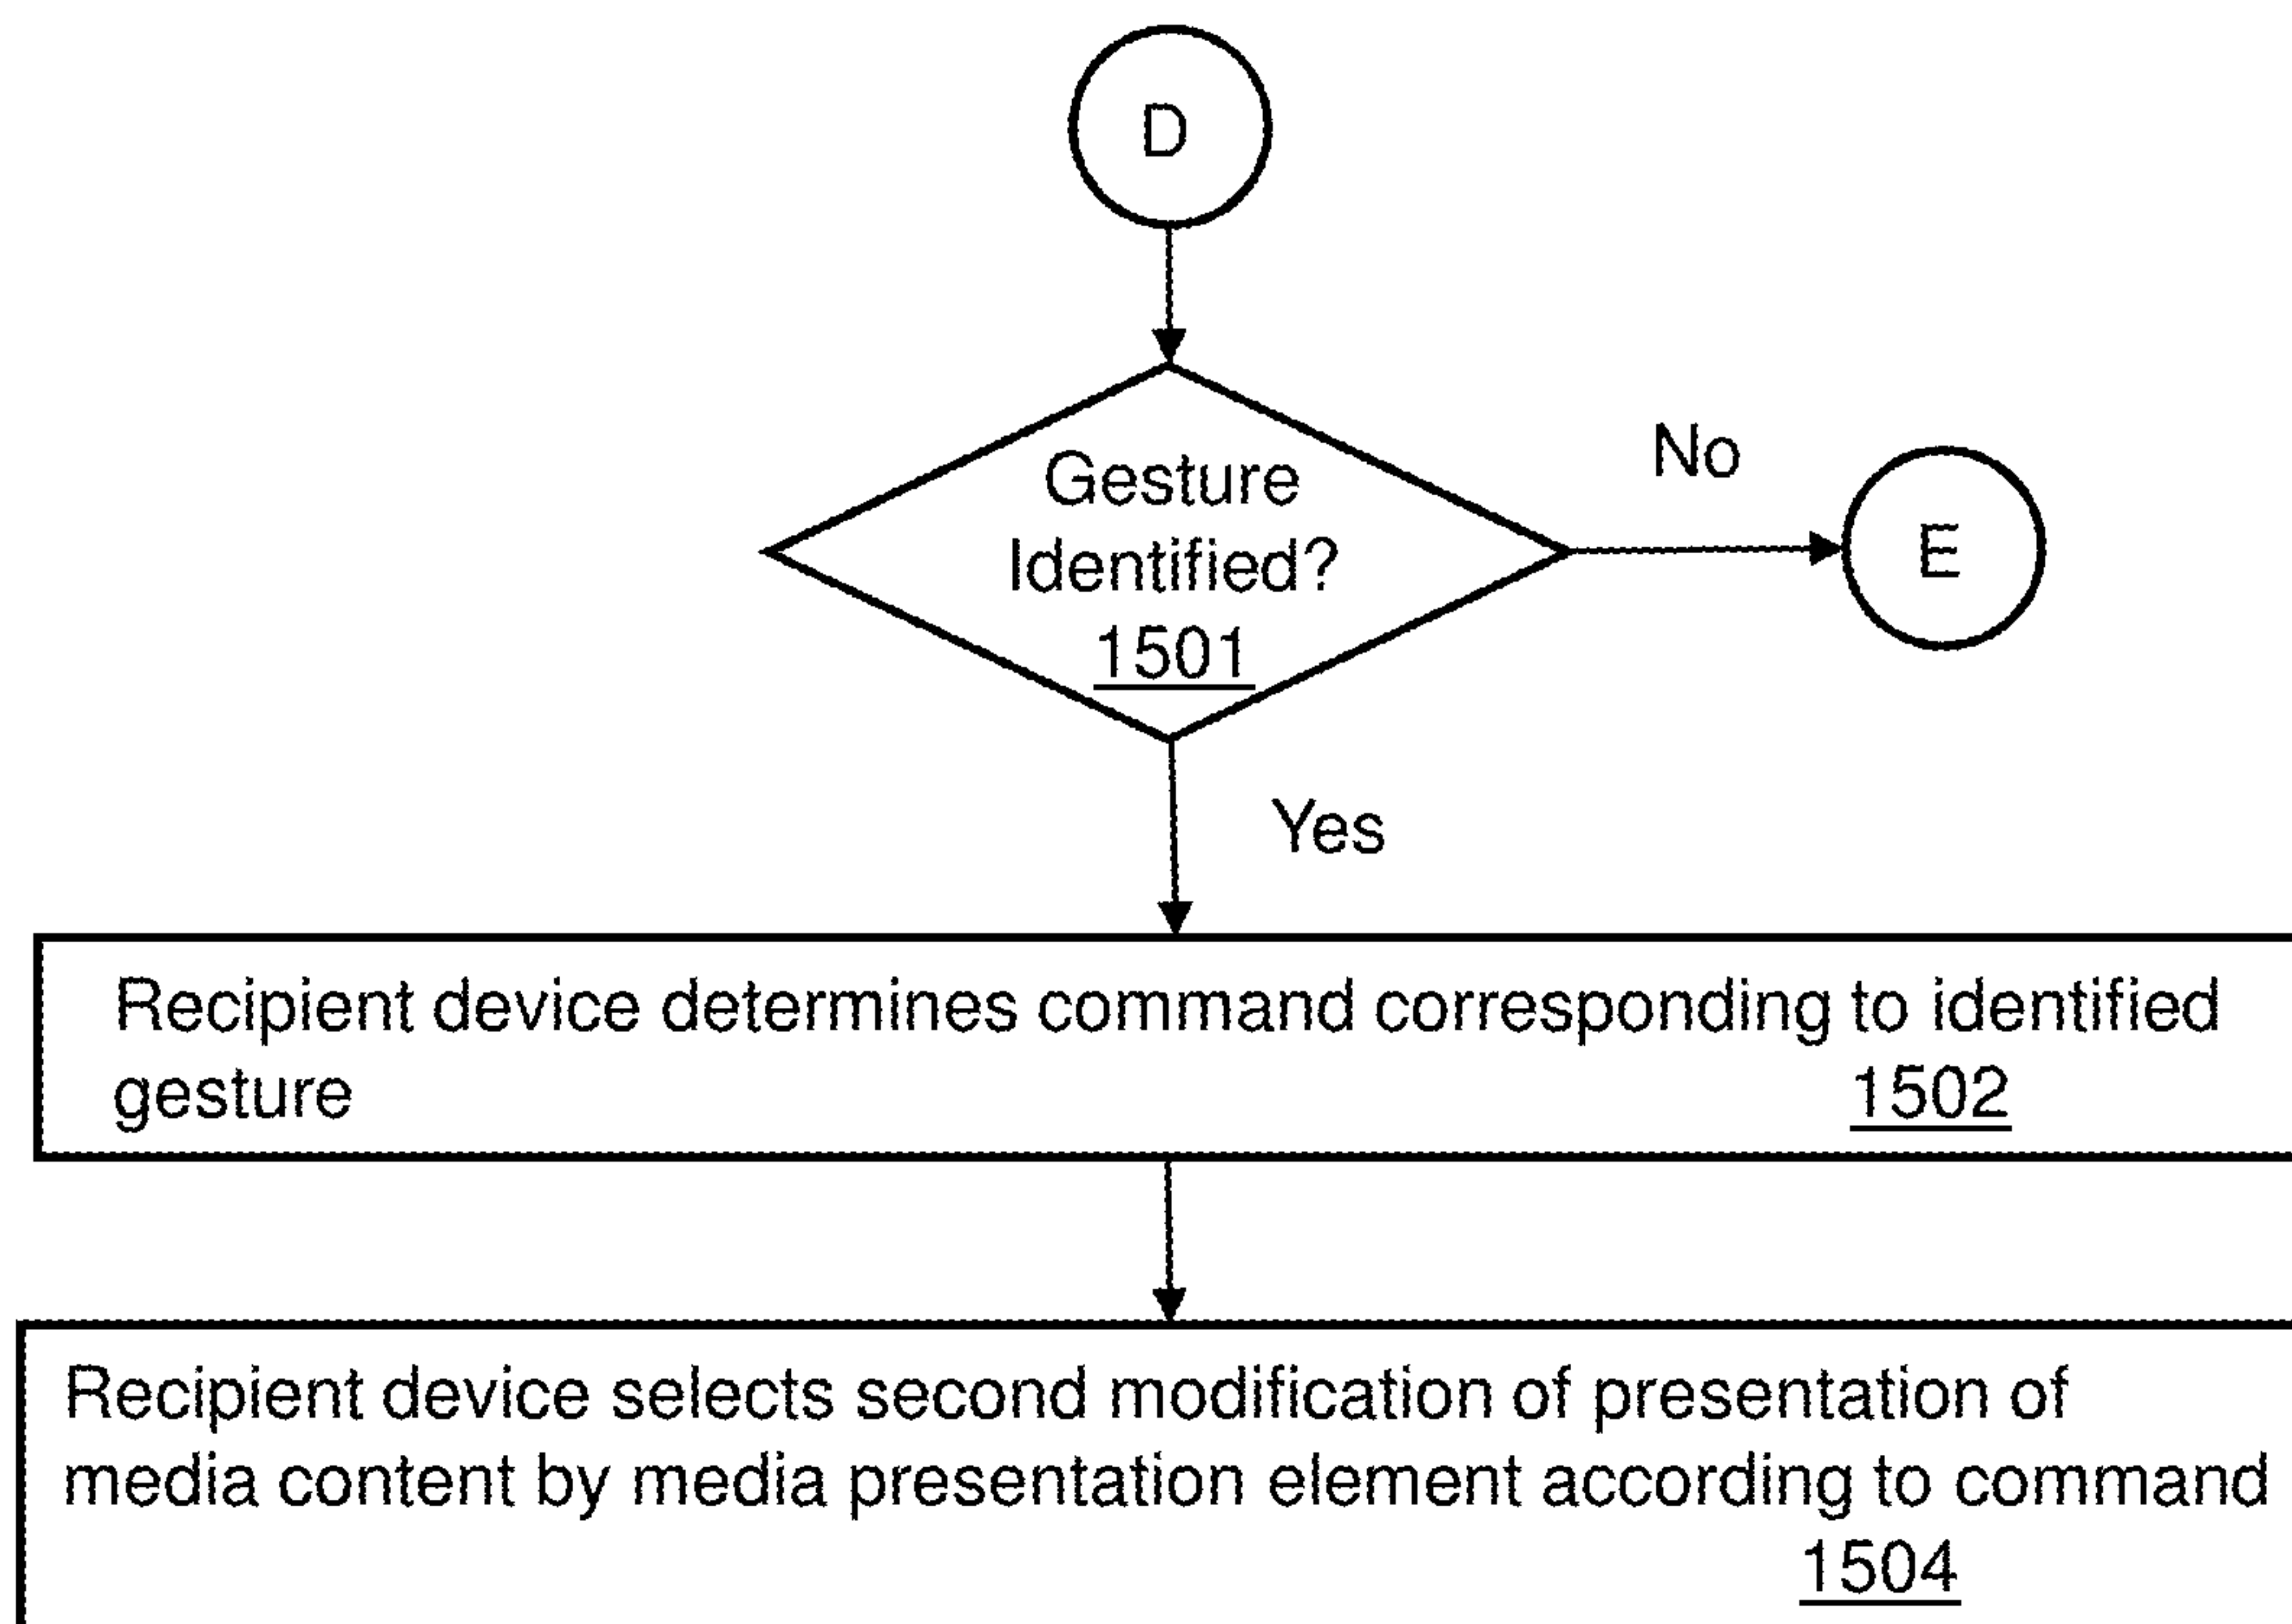 D
Gesture
Identified?
1501
No
E
Yes
Recipient device determines command corresponding to identified
gesture 1502
Recipient device selects second modification of presentation of
media content by media presentation element according to command
1504